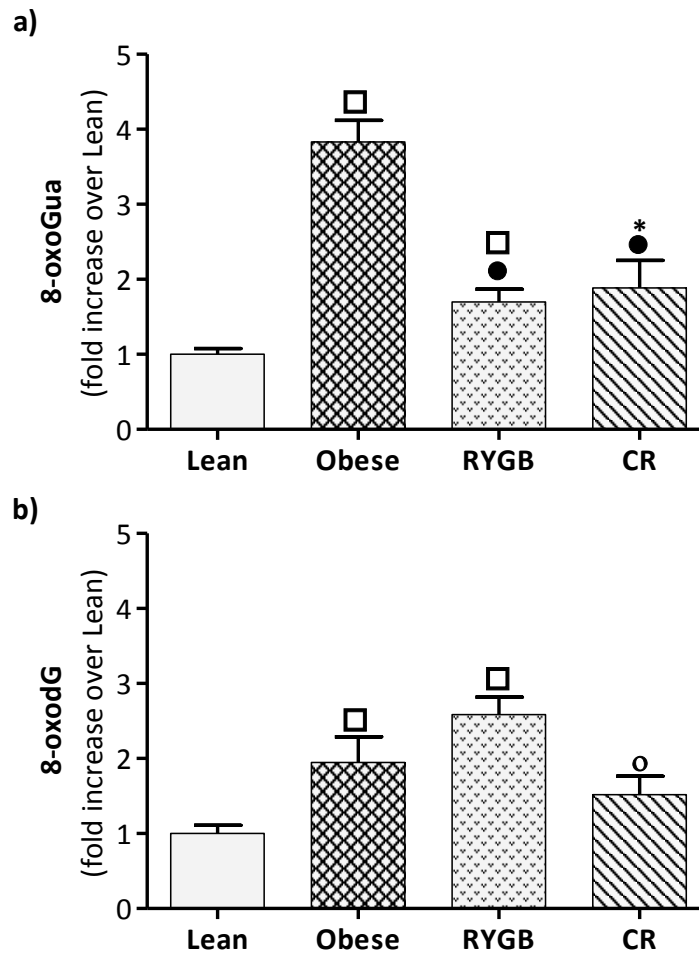 a)
8-oxoGua
(fold increase over Lean)
5
4
3
2
1
0
□
□
●
*
●
Lean Obese RYGB CR
b)
8-oxodG
(fold increase over Lean)
5
4
3
2
1
0
□
□
o
Lean Obese RYGB CR